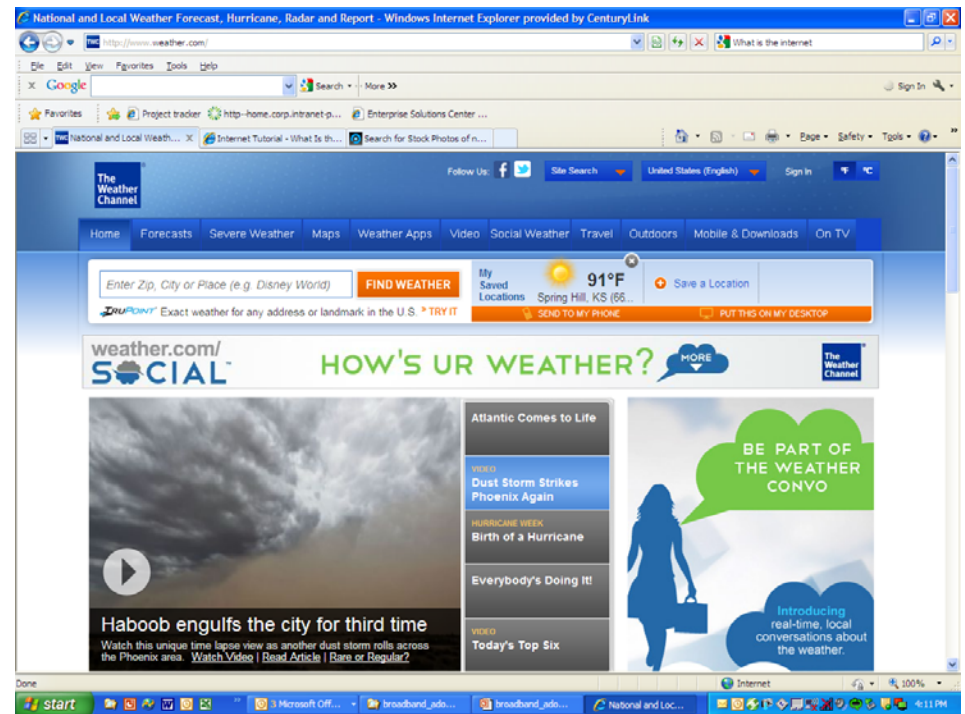 National and Local Weather Forecast, Hurricane, Radar and Report - Windows Internet Explorer provided by CenturyLink
http://www.weather.com/
What is the internet
File Edit View Favorites Tools Help
x Google Search More >> Sign In
Favorites Project tracker http--home.corp.intranet-p... Enterprise Solutions Center ...
TWC National and Local Weath... X Internet Tutorial - What Is th... Search for Stock Photos of n... Page Safety Tools
The Weather Channel
Follow Us: Site Search United States (English) Sign In °F °C
Home Forecasts Severe Weather Maps Weather Apps Video Social Weather Travel Outdoors Mobile & Downloads On TV
Enter Zip, City or Place (e.g. Disney World) FIND WEATHER
TRUPOINT Exact weather for any address or landmark in the U.S. TRY IT
My Saved Locations
91°F
Spring Hill, KS (66...
Save a Location
SEND TO MY PHONE PUT THIS ON MY DESKTOP
weather.com/
SOCIAL
HOW'S UR WEATHER? MORE
The Weather Channel
Haboob engulfs the city for third time
Watch this unique time lapse view as another dust storm rolls across
the Phoenix area. Watch Video | Read Article | Rare or Regular?
Atlantic Comes to Life
VIDEO
Dust Storm Strikes
Phoenix Again
HURRICANE WEEK
Birth of a Hurricane
Everybody's Doing It!
VIDEO
Today's Top Six
BE PART OF
THE WEATHER
CONVO
Introducing
real-time, local
conversations about
the weather.
Done Internet 100%
start 3 Microsoft Off... broadband_ado... broadband_ado... National and Loc... 4:11 PM